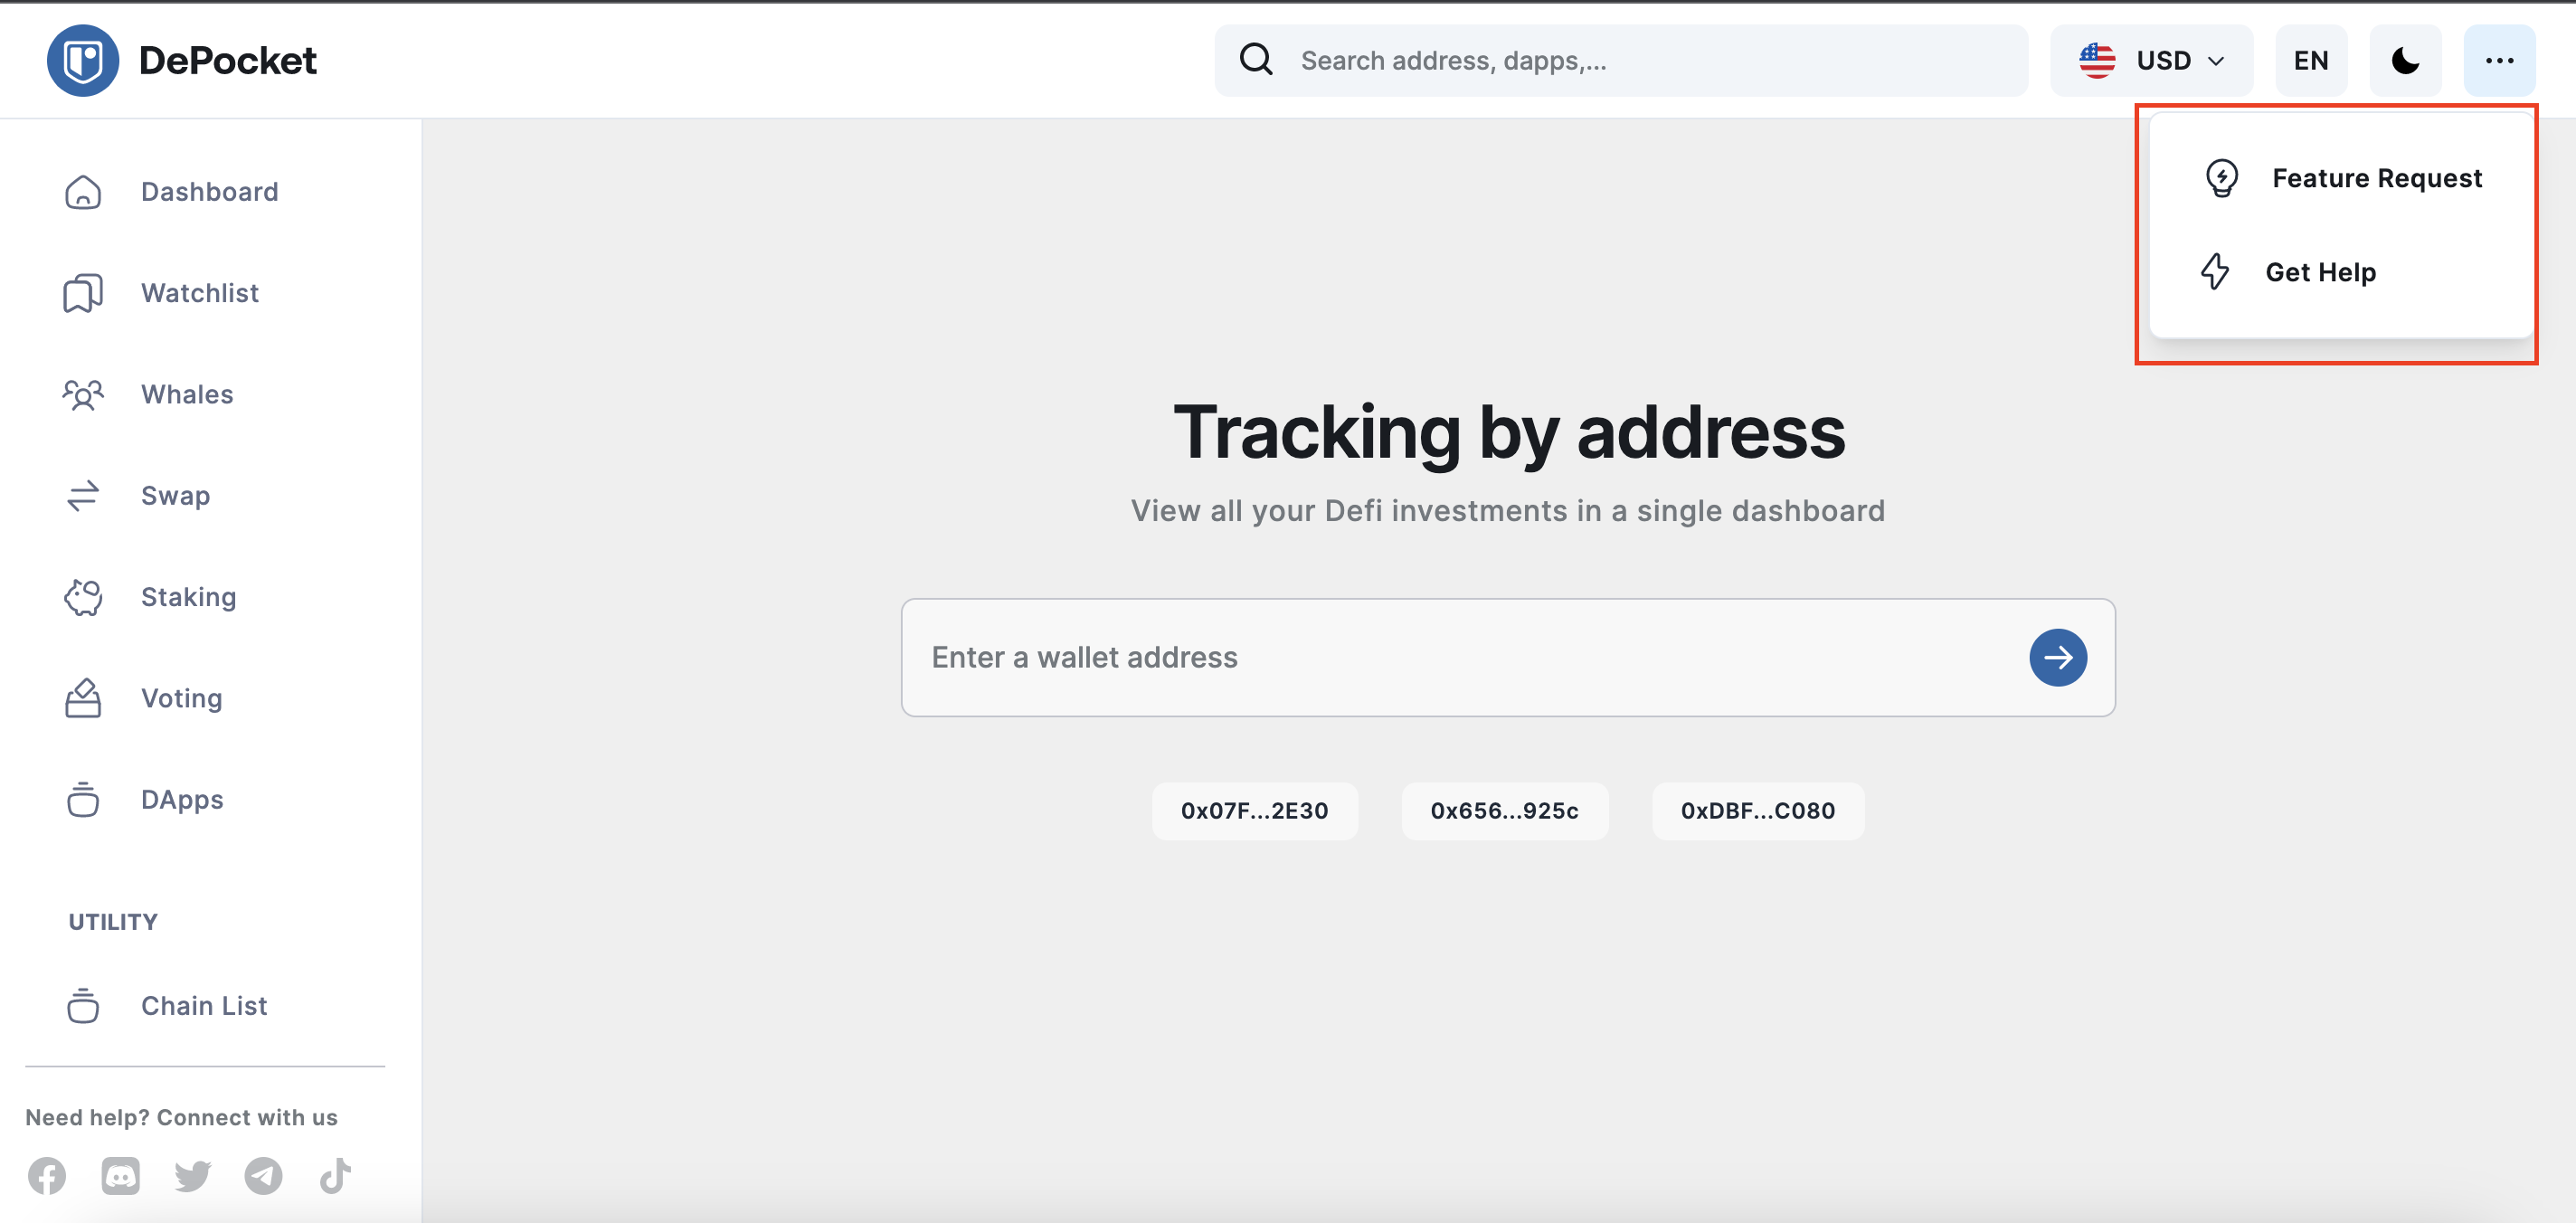 DePocket
Search address, dapps,...
USD
EN
Feature Request
Get Help
Dashboard
Watchlist
Whales
Swap
Staking
Voting
DApps
UTILITY
Chain List
Need help? Connect with us
Tracking by address
View all your Defi investments in a single dashboard
Enter a wallet address
0x07F...2E30
0x656...925c
0xDBF...C080